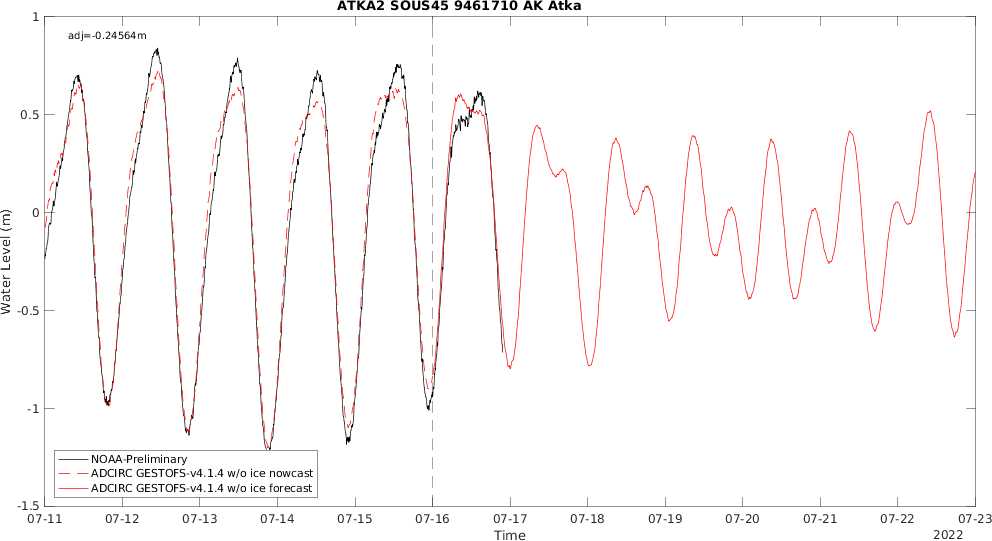 ATKA2 SOUS45 9461710 AK Atka
adj=-0.24564m
1
0.5
0
-0.5
-1
-1.5
Water Level (m)
NOAA-Preliminary
ADCIRC GESTOFS-v4.1.4 w/o ice nowcast
ADCIRC GESTOFS-v4.1.4 w/o ice forecast
07-11 07-12 07-13 07-14 07-15 07-16 07-17 07-18 07-19 07-20 07-21 07-22 07-23
Time
2022